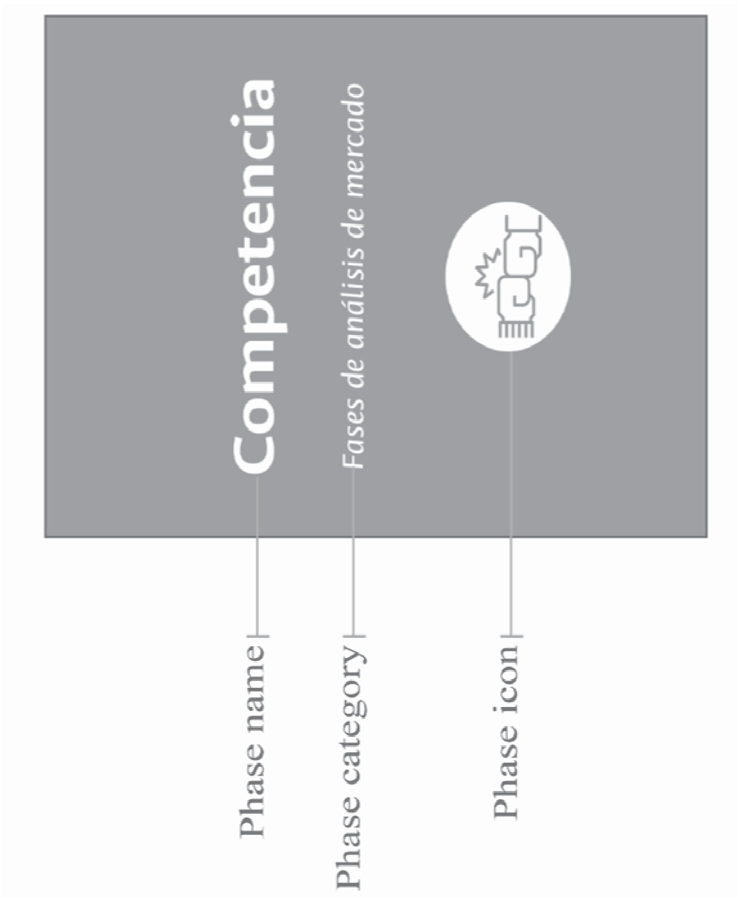 Phase name
Competencia
Phase category
Fases de análisis de mercado
Phase icon